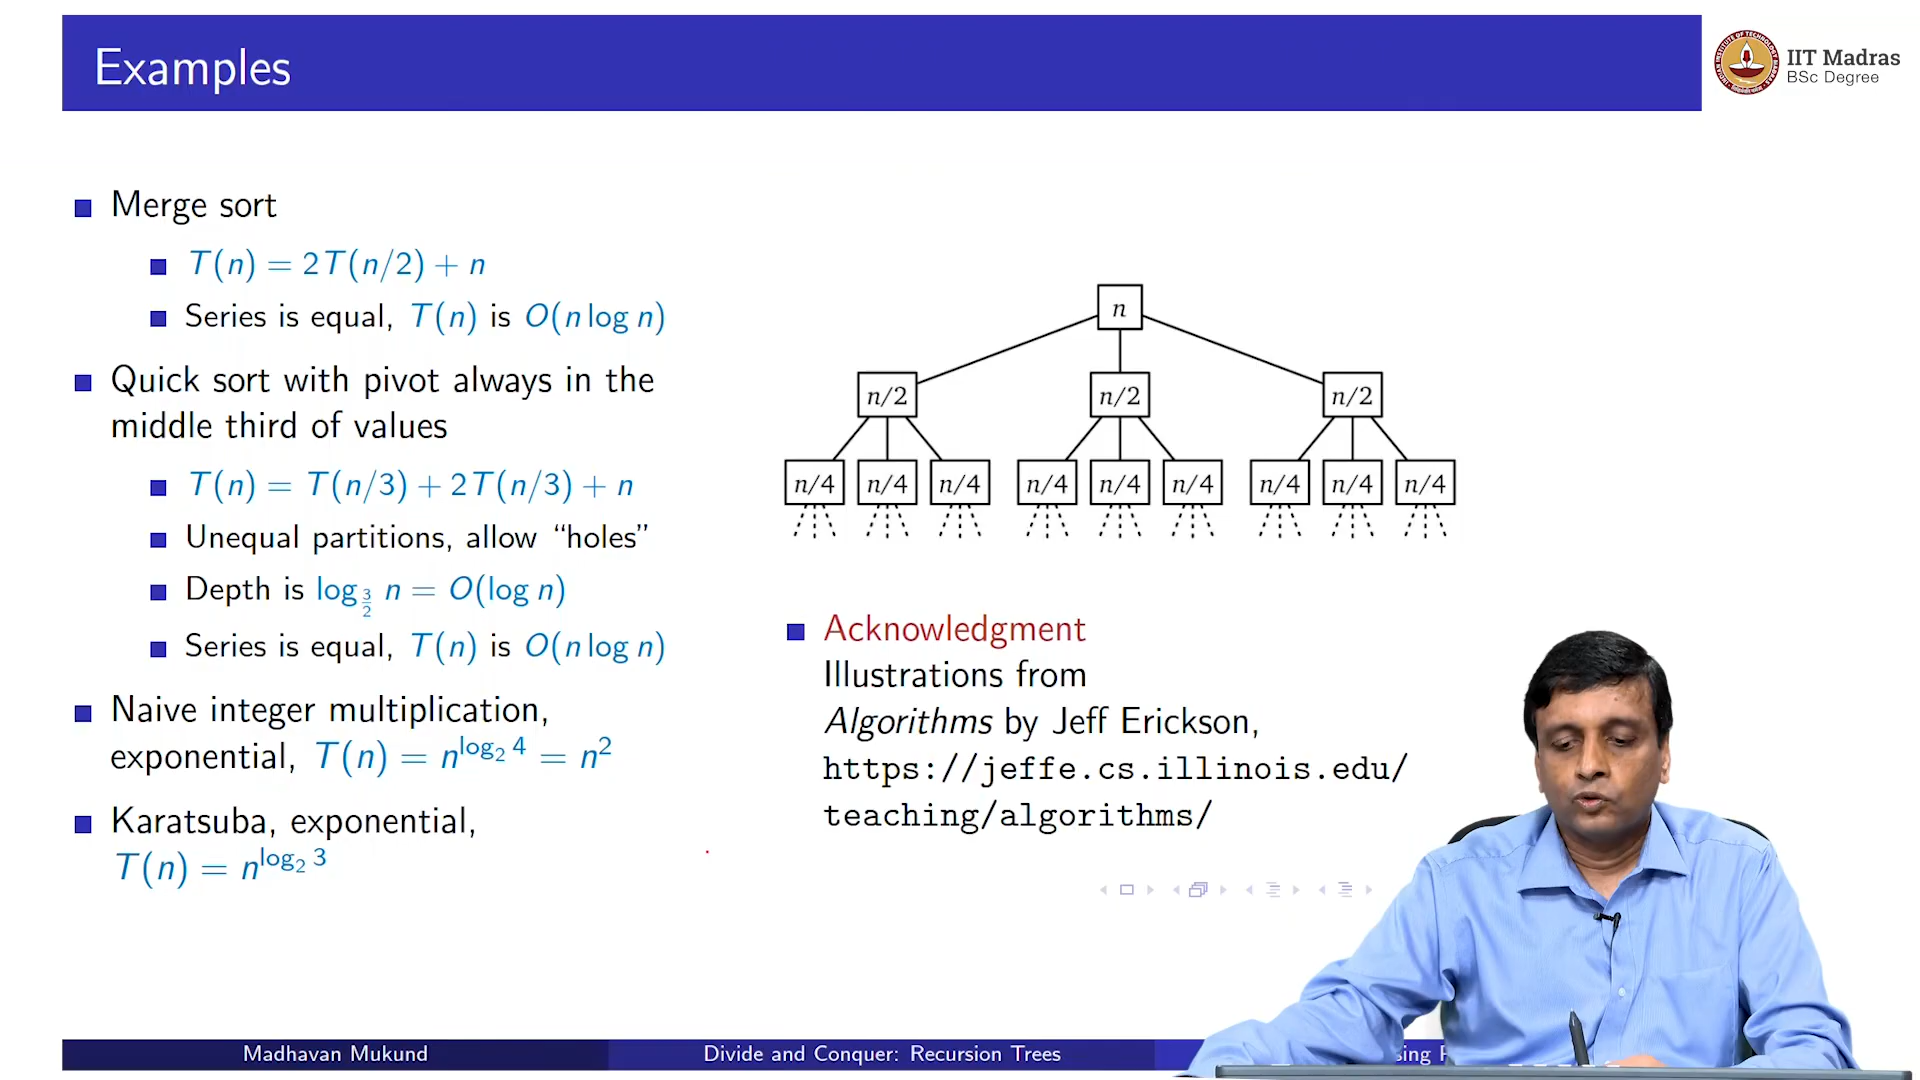 Examples
IIT Madras
BSc Degree
Merge sort
T(n) = 2T(n/2) + n
Series is equal, T(n) is O(n log n)
Quick sort with pivot always in the
middle third of values
T(n) = T(n/3) + 2T(n/3) + n
Unequal partitions, allow “holes”
Depth is log_{3/2} n = O(log n)
Series is equal, T(n) is O(n log n)
Naive integer multiplication,
exponential, T(n) = n^{log_2 4} = n^2
Karatsuba, exponential,
T(n) = n^{log_2 3}
n
n/2 n/2 n/2
n/4 n/4 n/4 n/4 n/4 n/4 n/4 n/4 n/4
Acknowledgment
Illustrations from
Algorithms by Jeff Erickson,
https://jeffe.cs.illinois.edu/
teaching/algorithms/
Madhavan Mukund
Divide and Conquer: Recursion Trees